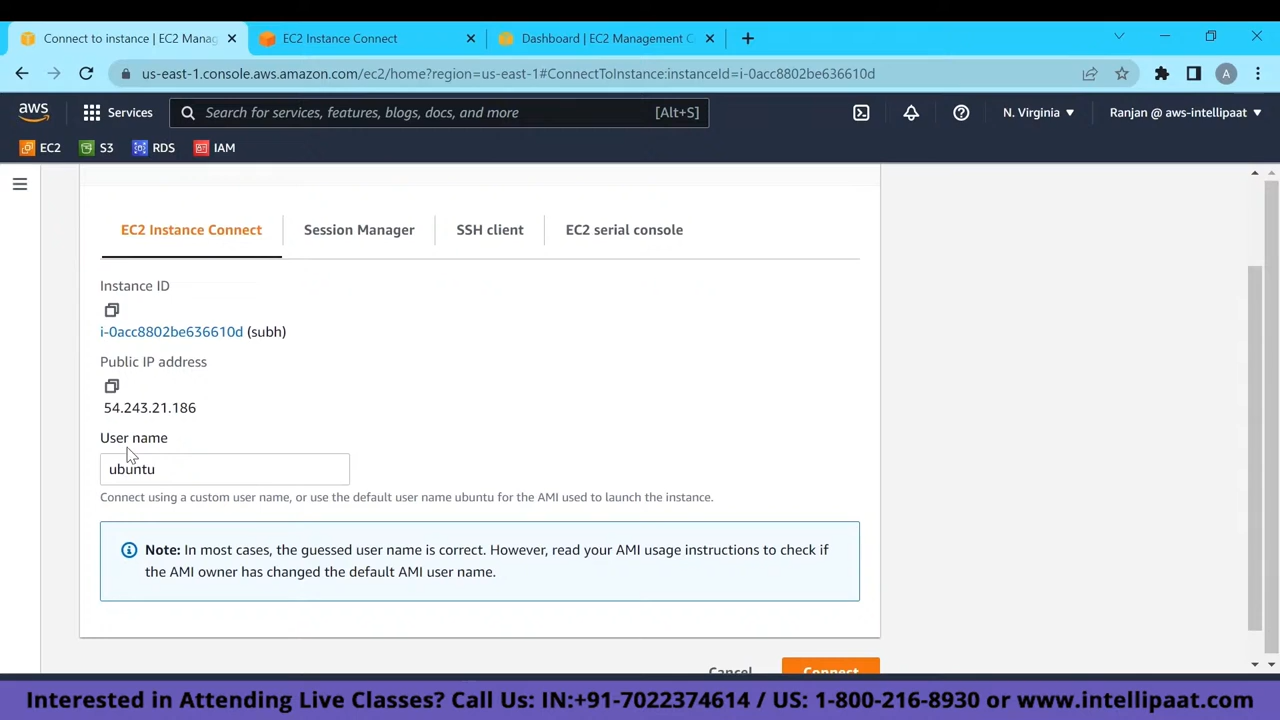 Connect to instance | EC2 Manag
EC2 Instance Connect
Dashboard | EC2 Management C
us-east-1.console.aws.amazon.com/ec2/home?region=us-east-1#ConnectToInstance:instanceId=i-0acc8802be636610d
A
aws
Services
Search for services, features, blogs, docs, and more
[Alt+S]
N. Virginia
Ranjan @ aws-intellipaat
EC2
S3
RDS
IAM
EC2 Instance Connect
Session Manager
SSH client
EC2 serial console
Instance ID
i-0acc8802be636610d (subh)
Public IP address
54.243.21.186
User name
ubuntu
Connect using a custom user name, or use the default user name ubuntu for the AMI used to launch the instance.
Note: In most cases, the guessed user name is correct. However, read your AMI usage instructions to check if
the AMI owner has changed the default AMI user name.
Cancel
Connect
Interested in Attending Live Classes? Call Us: IN:+91-7022374614 / US: 1-800-216-8930 or www.intellipaat.com